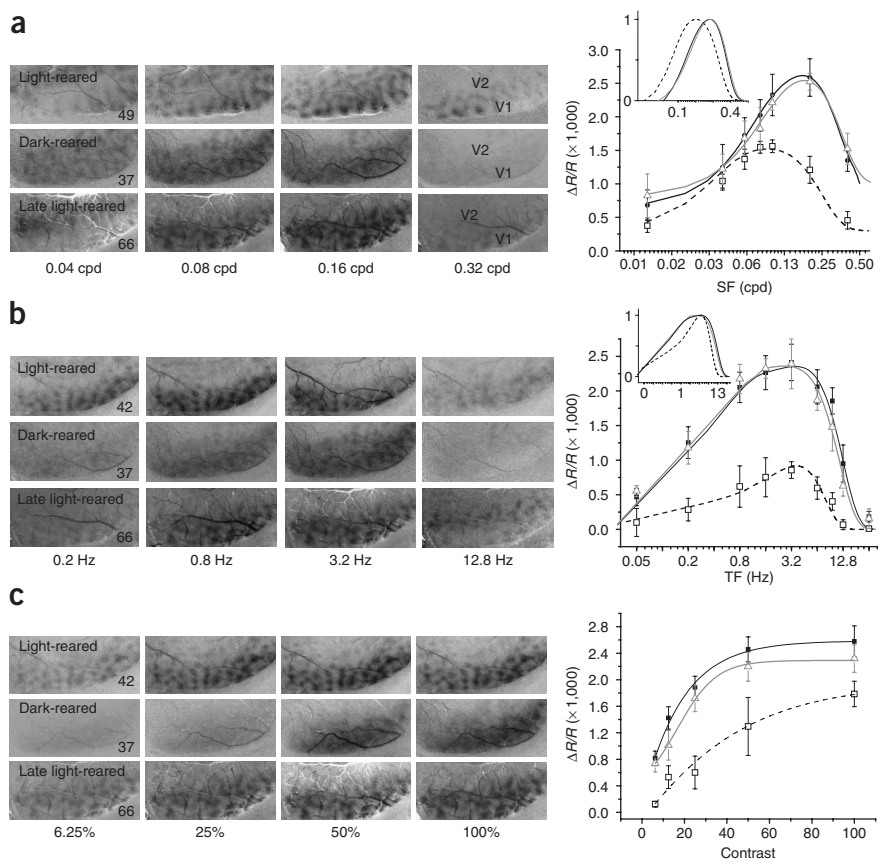 a
Light-reared
49
V2
V1
Dark-reared
37
V2
V1
Late light-reared
66
V2
V1
0.04 cpd 0.08 cpd 0.16 cpd 0.32 cpd
1
0
0.1 0.4
3.0
2.5
2.0
1.5
1.0
0.5
0.0
ΔR/R (× 1,000)
0.01 0.02 0.03 0.06 0.13 0.25 0.50
SF (cpd)
b
Light-reared
42
Dark-reared
37
Late light-reared
66
0.2 Hz 0.8 Hz 3.2 Hz 12.8 Hz
1
0
0 1 13
2.5
2.0
1.5
1.0
0.5
0.0
ΔR/R (× 1,000)
0.05 0.2 0.8 3.2 12.8
TF (Hz)
c
Light-reared
42
Dark-reared
37
Late light-reared
66
6.25% 25% 50% 100%
2.8
2.4
2.0
1.6
1.2
0.8
0.4
0.0
ΔR/R (× 1,000)
0 20 40 60 80 100
Contrast